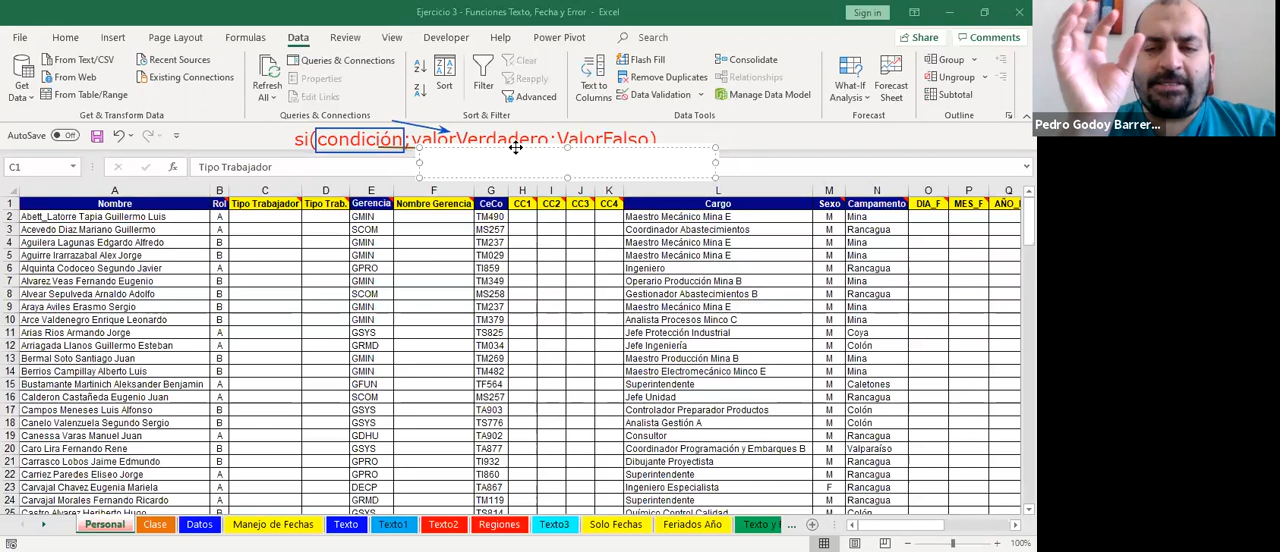 Ejercicio 3 - Funciones Texto, Fecha y Error - Excel
Sign in
File Home Inserción Page Layout Formulas Data Review View Developer Help Power Pivot Search Share Comments
Get Data
From Text/CSV
From Web
From Table/Range
Recent Sources
Existing Connections
Get & Transform Data
Refresh All
Queries & Connections
Properties
Edit Links
Queries & Connections
Sort
Filter
Clear
Reapply
Advanced
Sort & Filter
Text to Columns
Flash Fill
Remove Duplicates
Data Validation
Consolidate
Relationships
Manage Data Model
Data Tools
What-If Analysis
Forecast Sheet
Forecast
Group
Ungroup
Subtotal
Outline
Pedro Godoy Barrer...
AutoSave Off
si(condición;valorVerdadero;ValorFalso)
C1 fx Tipo Trabajador
A B C D E F G H I J K L M N O P Q
1 Nombre Rol Tipo Trabajador Tipo Trab. Gerencia Nombre Gerencia CeCo CC1 CC2 CC3 CC4 Cargo Sexo Campamento DIA_F MES_F
2 Abett_Latorre Tapia Guillermo Luis B GMIN TM490 Maestro Mecánico Mina E M Mina
3 Acevedo Diaz Mariano Guillermo A SCOM MS257 Coordinador Abastecimientos M Rancagua
4 Aguilera Lagunas Edgardo Alfredo B GMIN TM237 Maestro Mecánico Mina E M Mina
5 Aguirre Irarrazabal Alex Jorge B GMIN TM029 Maestro Mecánico Mina E M Mina
6 Alquinta Codoceo Segundo Javier A GPRO TI859 Ingeniero M Rancagua
7 Alvarez Veas Fernando Eugenio B GMIN TM349 Operario Producción Mina B M Mina
8 Alvear Sepulveda Arnaldo Adolfo A SCOM MS258 Gestionador Abastecimientos B M Rancagua
9 Araya Aviles Erasmo Sergio B GMIN TM237 Maestro Mecánico Mina E M Mina
10 Arce Valdenegro Enrique Leonardo B GMIN TM379 Analista Procesos Minco C M Mina
11 Arias Rios Armando Jorge A GSYS TS825 Jefe Protección Industrial M Coya
12 Arriagada Llanos Guillermo Esteban A GRMD TM034 Jefe Ingeniería M Colón
13 Bermal Soto Santiago Juan B GMIN TM269 Maestro Producción Mina B M Mina
14 Berrios Campillay Alberto Luis B GMIN TM482 Maestro Electromecánico Minco E M Mina
15 Bustamante Martinich Aleksander Benjamin A GFUN TF564 Superintendente M Caletones
16 Calderon Castañeda Eugenio Juan A SCOM MS257 Jefe Unidad M Rancagua
17 Campos Meneses Luis Alfonso B GSYS TA903 Controlador Preparador Productos M Colón
18 Canelo Valenzuela Segundo Sergio B GSYS TS776 Analista Gestión A M Colón
19 Canessa Varas Manuel Juan A GDHU TA902 Consultor M Rancagua
20 Caro Lira Fernando Rene B GSYS TA877 Coordinador Programación y Embarques B M Valparaíso
21 Carrasco Lobos Jaime Edmundo B GPRO TI932 Dibujante Proyectista M Rancagua
22 Carriez Paredes Eliseo Jorge A GPRO TI860 Superintendente M Rancagua
23 Carvajal Chavez Eugenia Mariela A DECP TA867 Ingeniero Especialista F Rancagua
24 Carvajal Morales Fernando Ricardo A GRMD TM119 Superintendente M Rancagua
25 Castro Alvarez Heriberto Hugo B GSYS TS814 Químico Control Calidad M Colón
Personal Clase Datos Manejo de Fechas Texto Texto1 Texto2 Regiones Texto3 Solo Fechas Feriados Año ...
100%